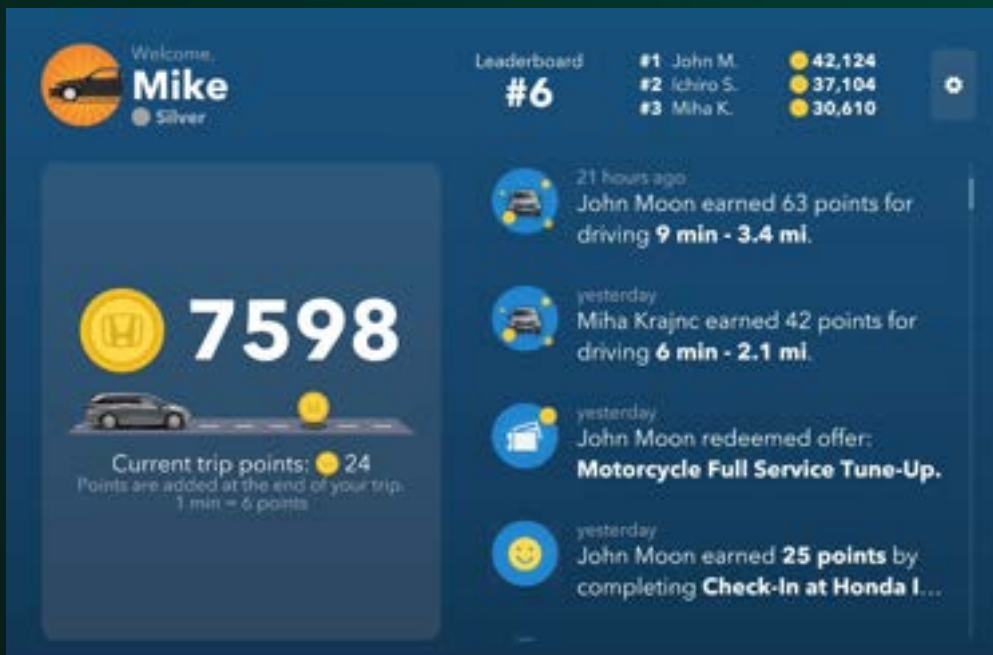 Welcome,
Mike
Silver
Leaderboard
#6
#1 John M. 42,124
#2 Ichiro S. 37,104
#3 Miha K. 30,610
7598
Current trip points: 24
Points are added at the end of your trip.
1 min = 6 points
21 hours ago
John Moon earned 63 points for
driving 9 min - 3.4 mi.
yesterday
Miha Krajnc earned 42 points for
driving 6 min - 2.1 mi.
yesterday
John Moon redeemed offer:
Motorcycle Full Service Tune-Up.
yesterday
John Moon earned 25 points by
completing Check-In at Honda I...